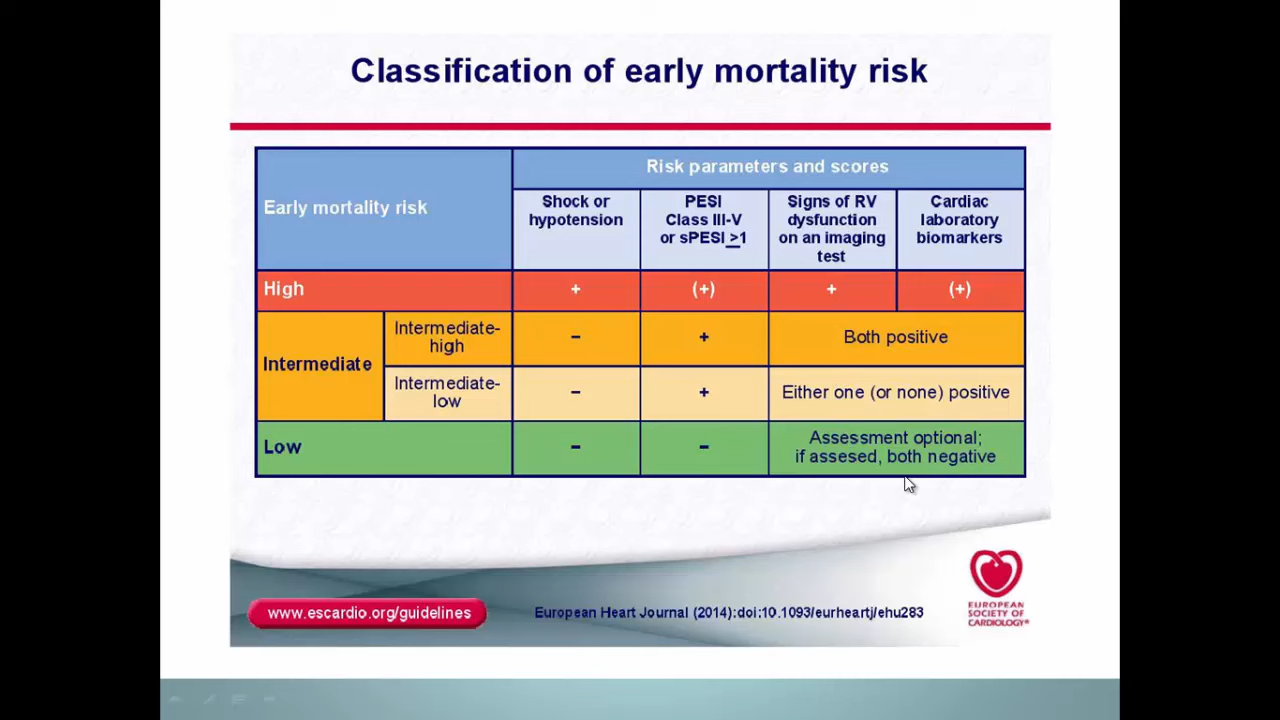 Classification of early mortality risk
Early mortality risk
Risk parameters and scores
Shock or
hypotension
PESI
Class III-V
or sPESI >1
Signs of RV
dysfunction
on an imaging
test
Cardiac
laboratory
biomarkers
High
+
(+)
+
(+)
Intermediate
Intermediate-
high
–
+
Both positive
Intermediate-
low
–
+
Either one (or none) positive
Low
–
–
Assessment optional;
if assesed, both negative
www.escardio.org/guidelines
European Heart Journal (2014):doi:10.1093/eurheartj/ehu283
EUROPEAN
SOCIETY OF
CARDIOLOGY®